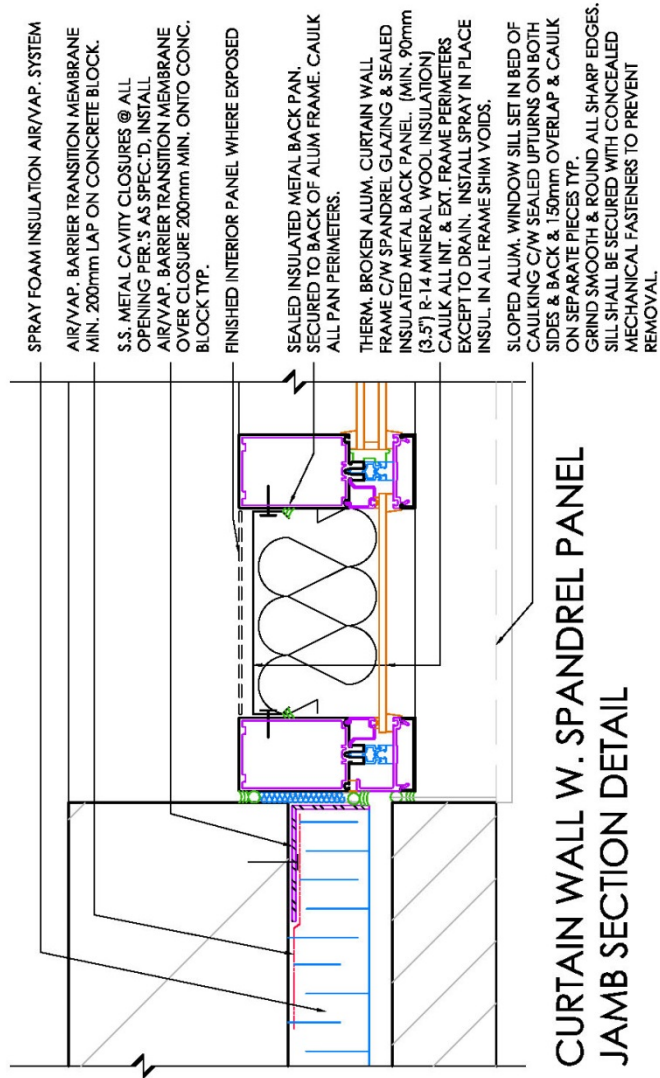 SPRAY FOAM INSULATION AIR/VAP. SYSTEM
AIR/VAP. BARRIER TRANSITION MEMBRANE
MIN. 200mm LAP ON CONCRETE BLOCK.
S.S. METAL CAVITY CLOSURES @ ALL
OPENING PER.'S AS SPEC.'D, INSTALL
AIR/VAP. BARRIER TRANSITION MEMBRANE
OVER CLOSURE 200mm MIN. ONTO CONC.
BLOCK TYP.
FINISHED INTERIOR PANEL WHERE EXPOSED
SEALED INSULATED METAL BACK PAN.
SECURED TO BACK OF ALUM FRAME. CAULK
ALL PAN PERIMETERS.
THERM. BROKEN ALUM. CURTAIN WALL
FRAME C/W SPANDREL GLAZING & SEALED
INSULATED METAL BACK PANEL. (MIN. 90mm
(3.5") R-14 MINERAL WOOL INSULATION)
CAULK ALL INT. & EXT. FRAME PERIMETERS
EXCEPT TO DRAIN. INSTALL SPRAY IN PLACE
INSUL. IN ALL FRAME SHIM VOIDS.
SLOPED ALUM. WINDOW SILL SET IN BED OF
CAULKING C/W SEALED UPTURNS ON BOTH
SIDES & BACK & 150mm OVERLAP & CAULK
ON SEPARATE PIECES TYP.
GRIND SMOOTH & ROUND ALL SHARP EDGES.
SILL SHALL BE SECURED WITH CONCEALED
MECHANICAL FASTENERS TO PREVENT
REMOVAL.
CURTAIN WALL W. SPANDREL PANEL
JAMB SECTION DETAIL